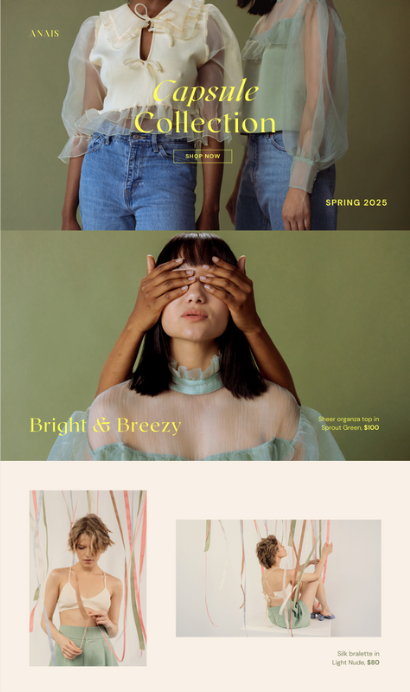 ANAIS
Capsule
Collection
SHOP NOW
SPRING 2025
Bright & Breezy
Sheer organza top in
Sprout Green, $100
Silk bralette in
Light Nude, $80